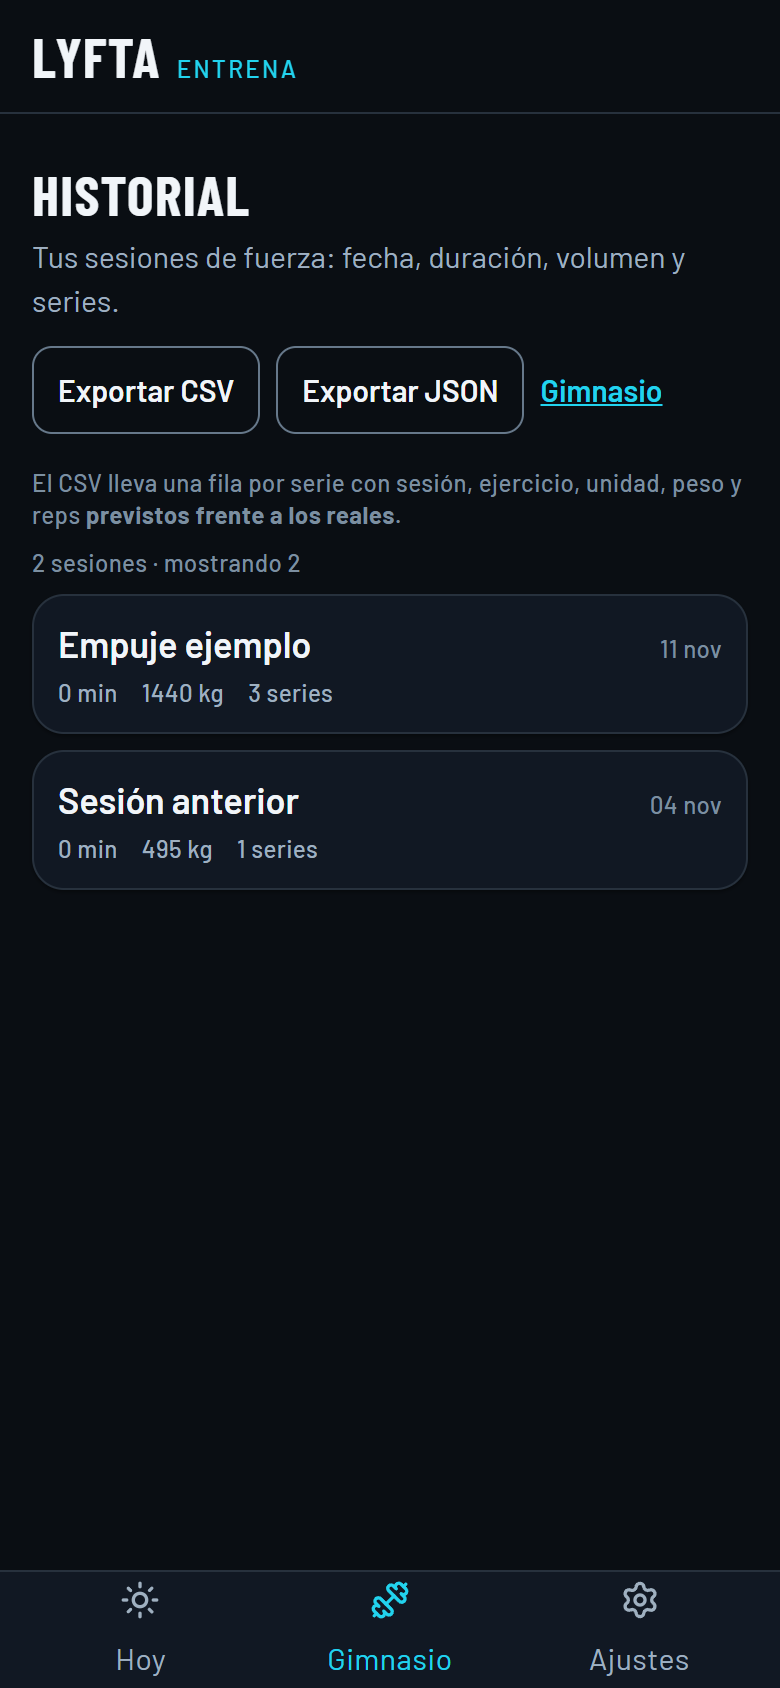 LYFTA ENTRENA
HISTORIAL
Tus sesiones de fuerza: fecha, duración, volumen y
series.
Exportar CSV Exportar JSON Gimnasio
El CSV lleva una fila por serie con sesión, ejercicio, unidad, peso y
reps previstos frente a los reales.
2 sesiones · mostrando 2
Empuje ejemplo 11 nov
0 min 1440 kg 3 series
Sesión anterior 04 nov
0 min 495 kg 1 series
Hoy Gimnasio Ajustes